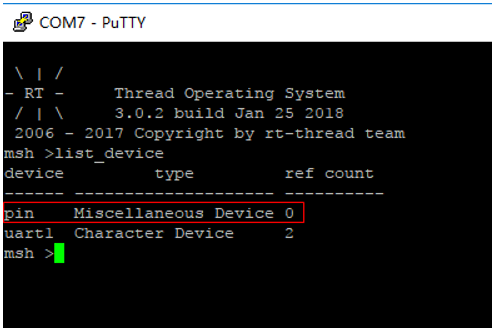 COM7 - PuTTY
\ | /
- RT -     Thread Operating System
/ | \     3.0.2 build Jan 25 2018
2006 - 2017 Copyright by rt-thread team
msh >list_device
device           type         ref count
------ -------------------- ----------
pin    Miscellaneous Device 0
uart1  Character Device     2
msh >